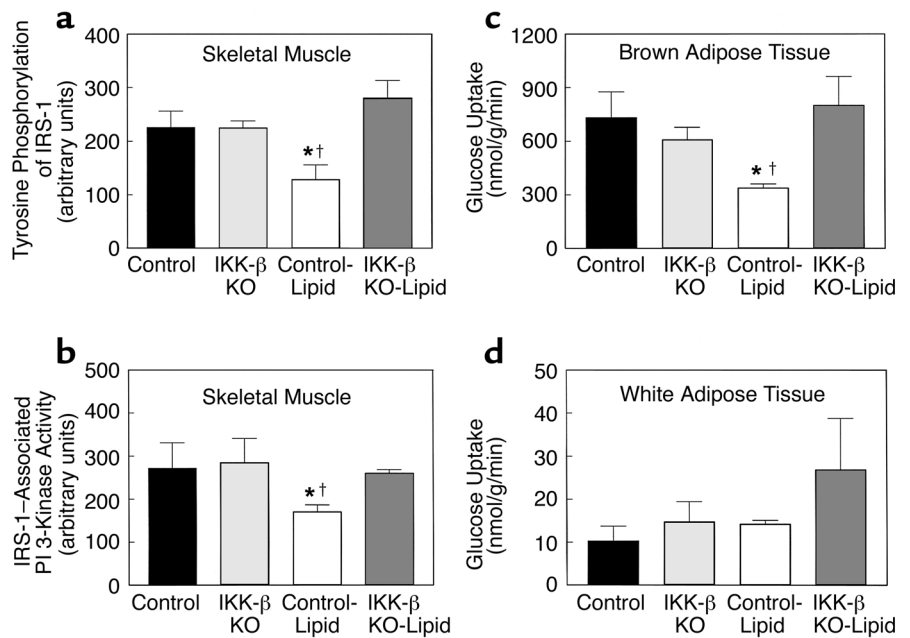 a
Tyrosine Phosphorylation
of IRS-1
(arbitrary units)
400
300
200
100
0
Skeletal Muscle
*†
Control
IKK-β
KO
Control-
Lipid
IKK-β
KO-Lipid
c
Glucose Uptake
(nmol/g/min)
1200
900
600
300
0
Brown Adipose Tissue
*†
Control
IKK-β
KO
Control-
Lipid
IKK-β
KO-Lipid
b
IRS-1–Associated
PI 3-Kinase Activity
(arbitrary units)
500
400
300
200
100
0
Skeletal Muscle
*†
Control
IKK-β
KO
Control-
Lipid
IKK-β
KO-Lipid
d
Glucose Uptake
(nmol/g/min)
50
40
30
20
10
0
White Adipose Tissue
Control
IKK-β
KO
Control-
Lipid
IKK-β
KO-Lipid